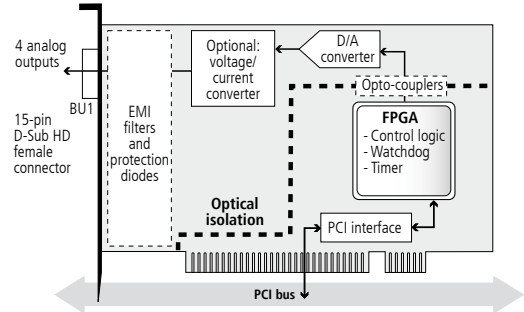 4 analog
outputs
BU1
15-pin
D-Sub HD
female
connector
EMI
filters
and
protection
diodes
Optional:
voltage/
current
converter
D/A
converter
Opto-couplers
FPGA
- Control logic
- Watchdog
- Timer
Optical
isolation
PCI interface
PCI bus